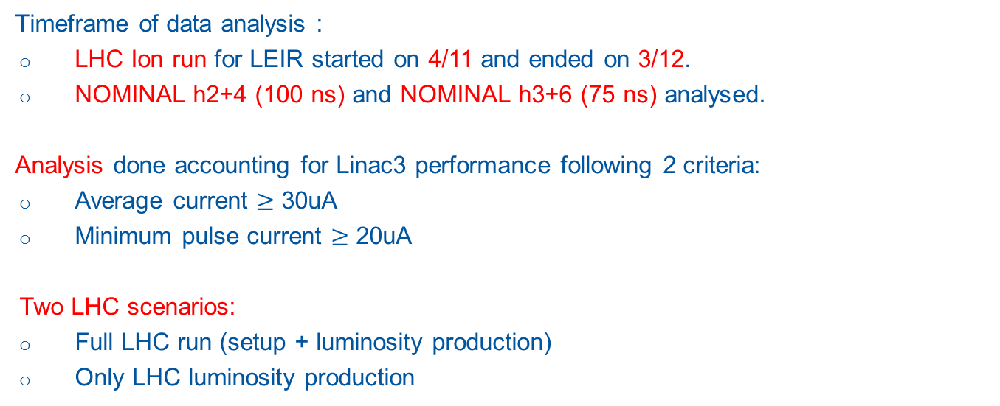 Timeframe of data analysis :
○ LHC Ion run for LEIR started on 4/11 and ended on 3/12.
○ NOMINAL h2+4 (100 ns) and NOMINAL h3+6 (75 ns) analysed.
Analysis done accounting for Linac3 performance following 2 criteria:
○ Average current ≥ 30uA
○ Minimum pulse current ≥ 20uA
Two LHC scenarios:
○ Full LHC run (setup + luminosity production)
○ Only LHC luminosity production